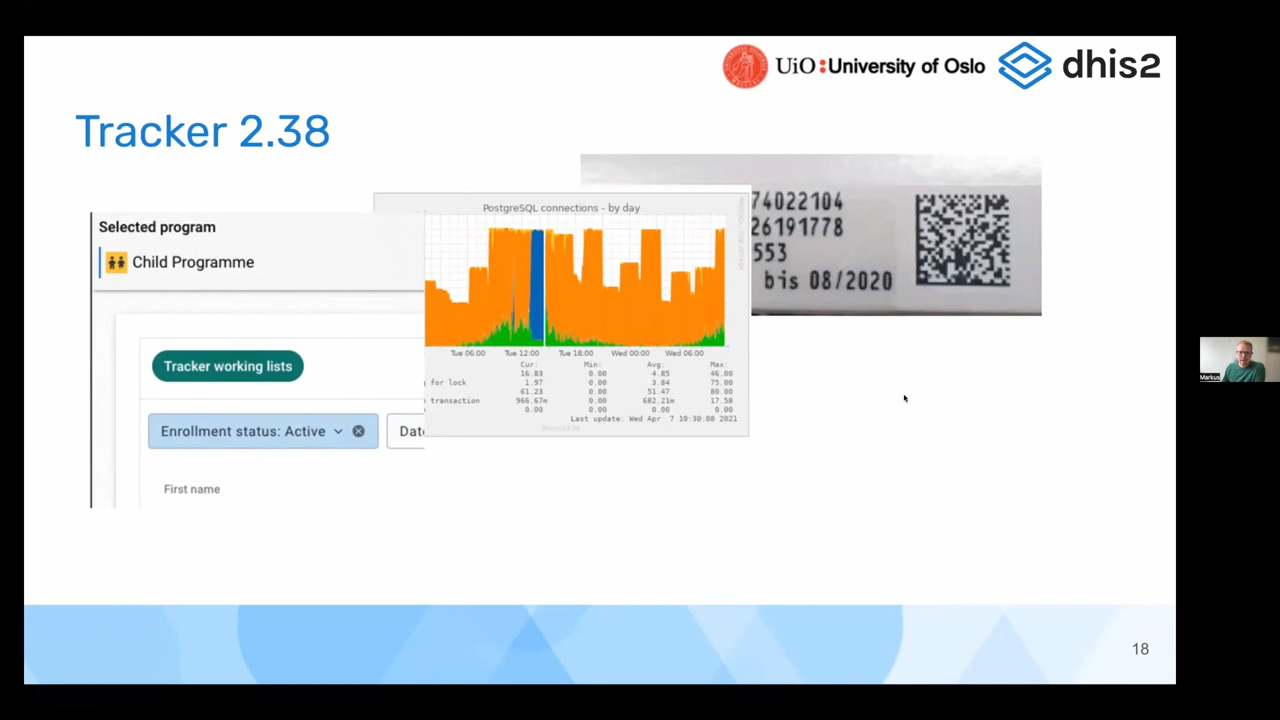 UiO:University of Oslo
dhis2
Tracker 2.38
Selected program
Child Programme
Tracker working lists
Enrollment status: Active
Dat
First name
PostgreSQL connections - by day
Tue 06:00 Tue 12:00 Tue 18:00 Wed 00:00 Wed 06:00
Cur: Min: Avg: Max:
16.83 0.00 4.85 46.00
for lock 1.97 0.00 3.84 75.00
61.23 0.00 51.47 80.00
transaction 966.67m 0.00 682.21m 17.58
0.00 0.00 0.00 0.00
Last update: Wed Apr 7 10:30:08 2021
74022104
26191778
553
bis 08/2020
Markus
18